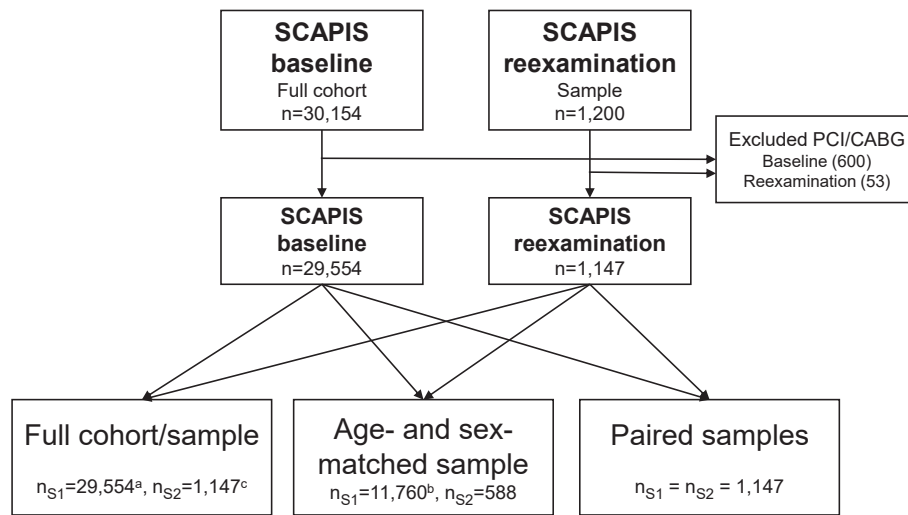 SCAPIS
baseline
Full cohort
n=30,154
SCAPIS
reexamination
Sample
n=1,200
Excluded PCI/CABG
Baseline (600)
Reexamination (53)
SCAPIS
baseline
n=29,554
SCAPIS
reexamination
n=1,147
Full cohort/sample
nS1=29,554ᵃ, nS2=1,147ᶜ
Age- and sex-
matched sample
nS1=11,760ᵇ, nS2=588
Paired samples
nS1 = nS2 = 1,147